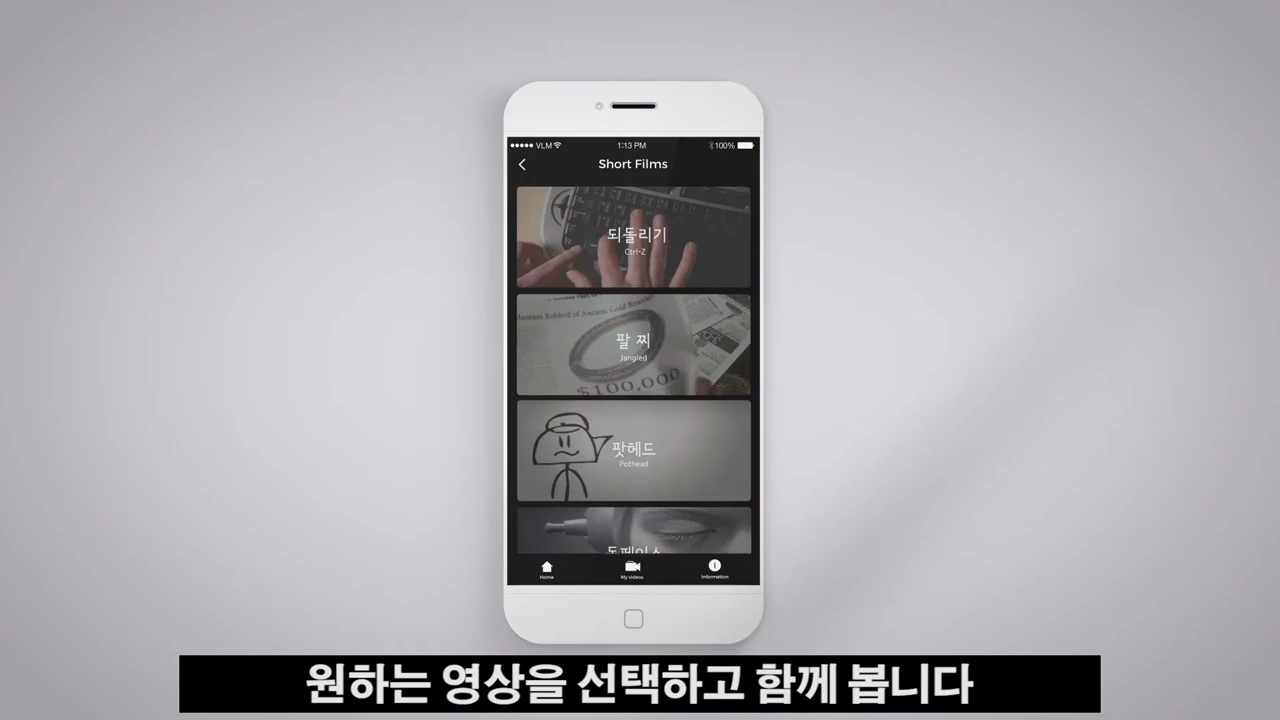 VLM 1:13 PM 100%
Short Films
되돌리기
Ctrl-Z
팔 찌
Jangled
$100,000
팟헤드
Pothead
Home My videos Information
원하는 영상을 선택하고 함께 봅니다